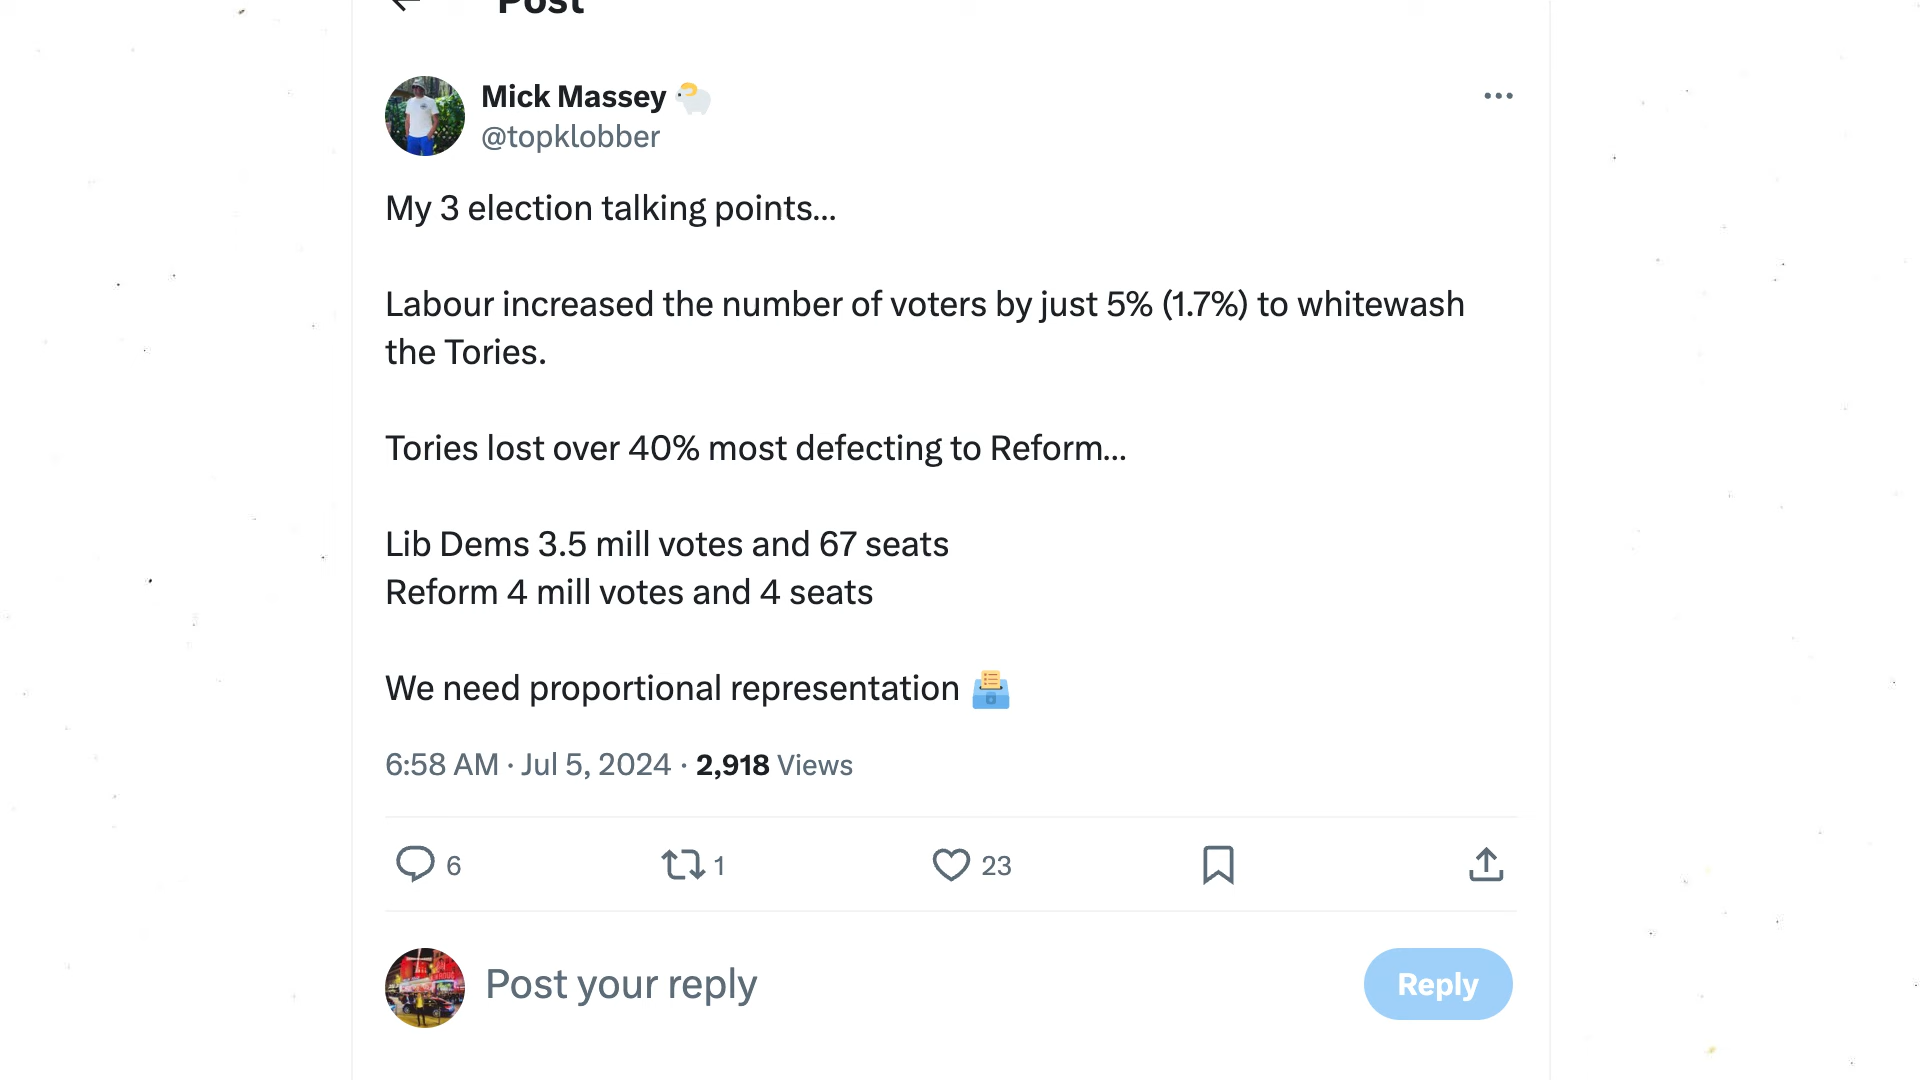 Post
Mick Massey 🐏
@topklobber
My 3 election talking points...
Labour increased the number of voters by just 5% (1.7%) to whitewash
the Tories.
Tories lost over 40% most defecting to Reform...
Lib Dems 3.5 mill votes and 67 seats
Reform 4 mill votes and 4 seats
We need proportional representation 🗳️
6:58 AM · Jul 5, 2024 · 2,918 Views
6 1 23
Post your reply
Reply